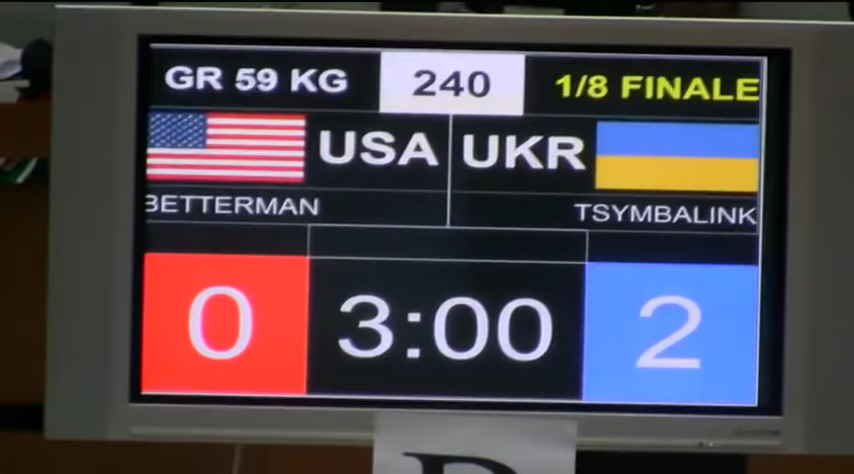 GR 59 KG 240 1/8 FINALE
USA UKR
BETTERMAN TSYMBALINK
0 3:00 2